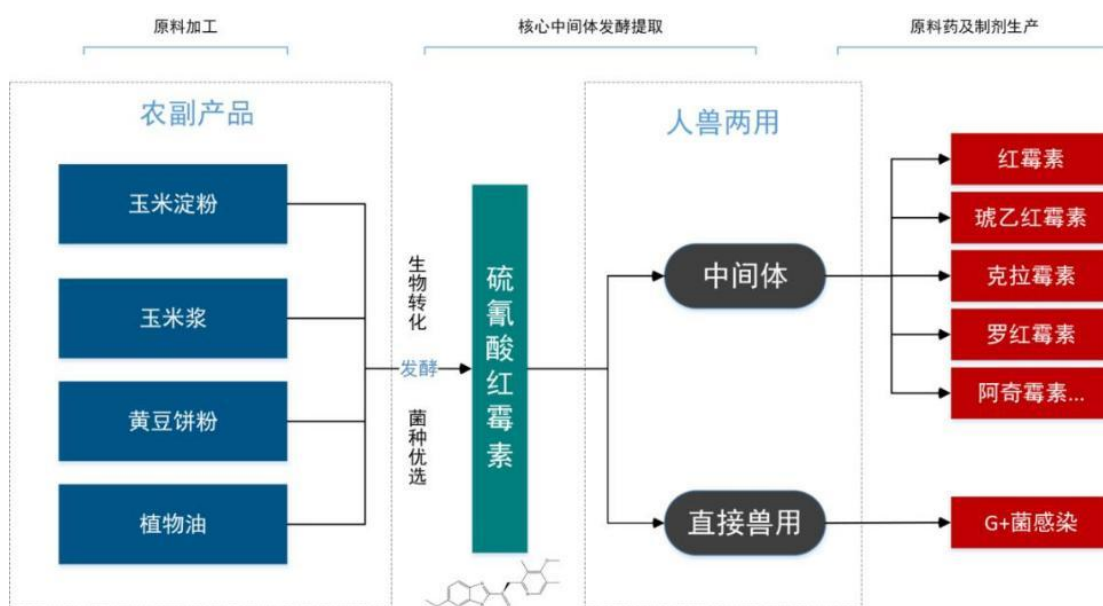 原料加工
核心中间体发酵提取
原料药及制剂生产
农副产品
人兽两用
玉米淀粉
玉米浆
黄豆饼粉
植物油
生物转化
发酵
菌种优选
硫氰酸红霉素
中间体
直接兽用
红霉素
琥乙红霉素
克拉霉素
罗红霉素
阿奇霉素...
G+菌感染